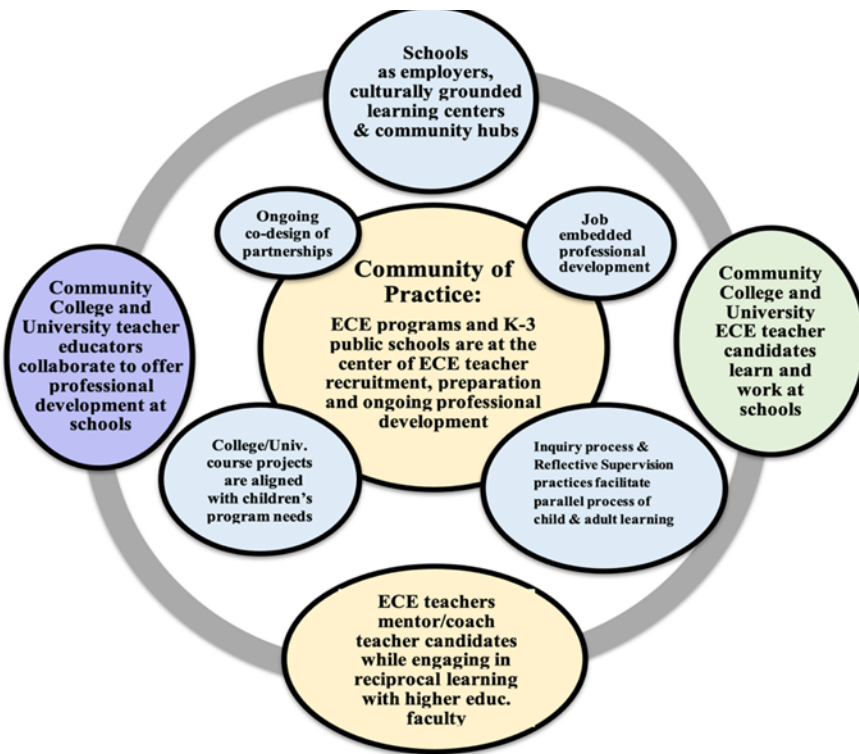 Schools
as employers,
culturally grounded
learning centers
& community hubs
Ongoing
co-design of
partnerships
Job
embedded
professional
development
Community of
Practice:
ECE programs and K-3
public schools are at the
center of ECE teacher
recruitment, preparation
and ongoing professional
development
Community
College and
University teacher
educators
collaborate to offer
professional
development at
schools
Community
College and
University
ECE teacher
candidates
learn and
work at
schools
College/Univ.
course projects
are aligned
with children’s
program needs
Inquiry process &
Reflective Supervision
practices facilitate
parallel process of
child & adult learning
ECE teachers
mentor/coach
teacher candidates
while engaging in
reciprocal learning
with higher educ.
faculty